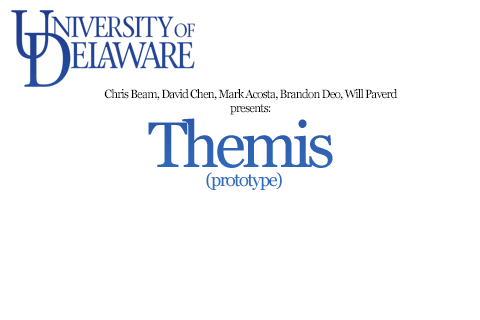 UNIVERSITY OF
DELAWARE
Chris Beam, David Chen, Mark Acosta, Brandon Deo, Will Paverd
presents:
Themis
(prototype)